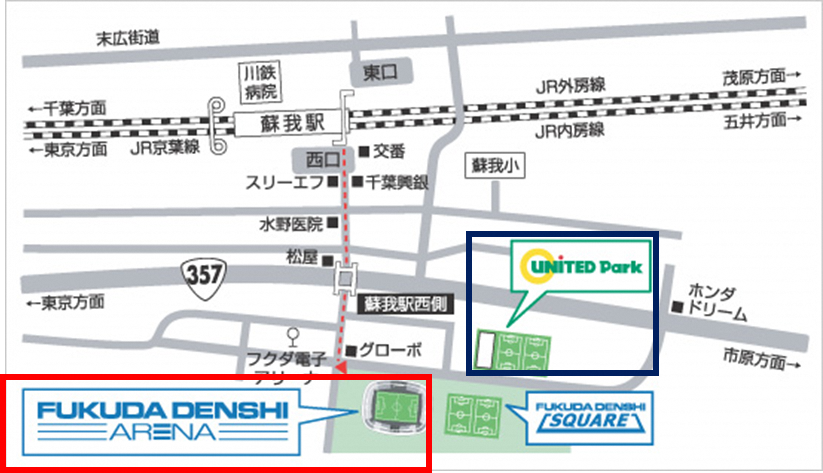 末広街道
川鉄
病院
東口
茂原方面→
JR外房線
←千葉方面
蘇我駅
JR内房線
五井方面→
←東京方面
JR京葉線
西口
交番
蘇我小
スリーエフ
千葉興銀
水野医院
松屋
UNITED Park
357
ホンダ
ドリーム
←東京方面
蘇我駅西側
グローボ
フクダ電子
アリーナ
市原方面→
FUKUDA DENSHI
ARENA
FUKUDA DENSHI
SQUARE